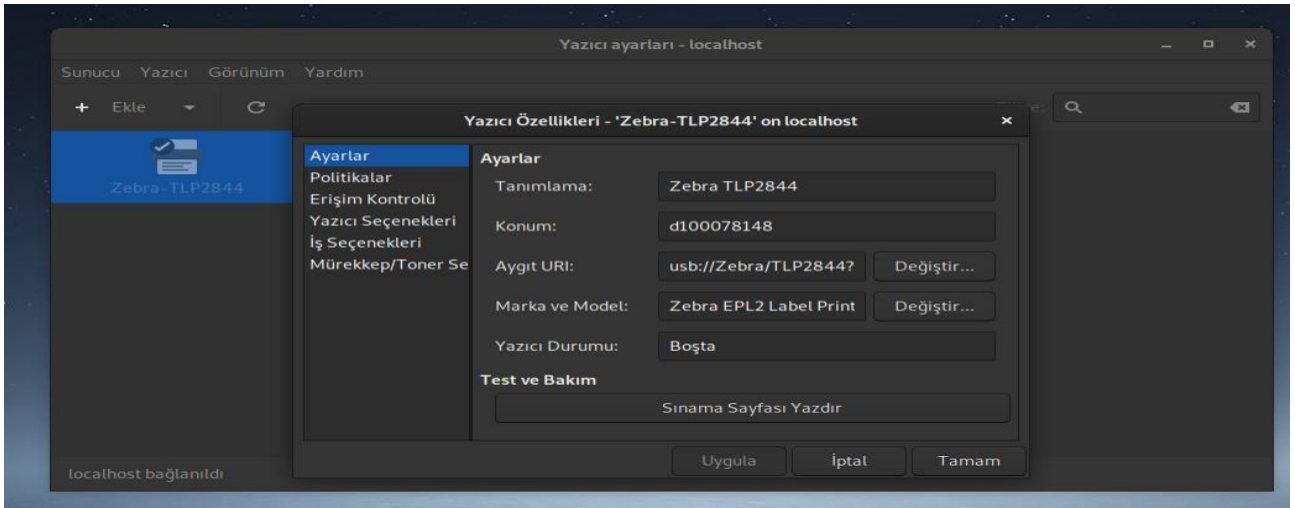 Yazıcı ayarları - localhost
Sunucu Yazıcı Görünüm Yardım
Ekle
Yazıcı Özellikleri - 'Zebra-TLP2844' on localhost
Zebra-TLP2844
Ayarlar
Politikalar
Erişim Kontrolü
Yazıcı Seçenekleri
İş Seçenekleri
Mürekkep/Toner Se
Ayarlar
Tanımlama: Zebra TLP2844
Konum: d100078148
Aygıt URI: usb://Zebra/TLP2844? Değiştir...
Marka ve Model: Zebra EPL2 Label Print Değiştir...
Yazıcı Durumu: Boşta
Test ve Bakım
Sınama Sayfası Yazdır
Uygula İptal Tamam
localhost bağlanıldı